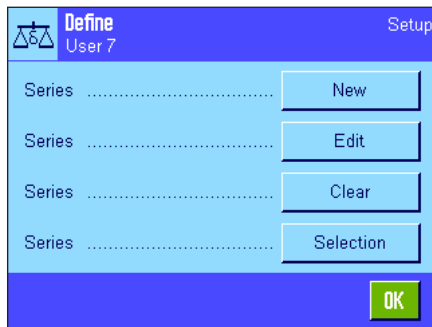 Define
Setup
User 7
Series ................................. New
Series ................................. Edit
Series ................................. Clear
Series ................................. Selection
OK